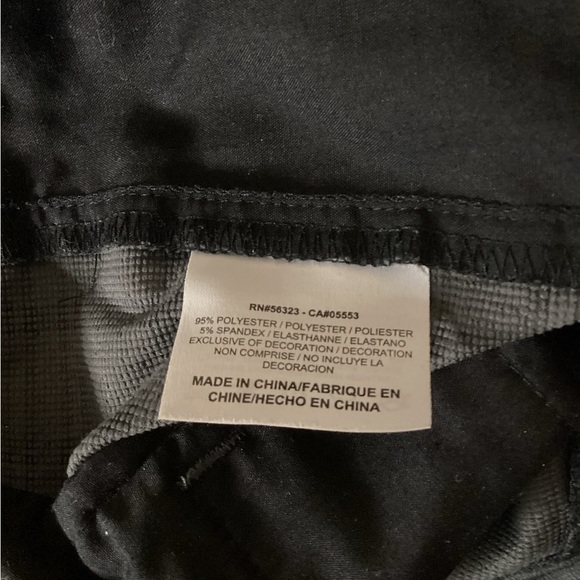 RN#56323 - CA#05553
95% POLYESTER / POLYESTER / POLIESTER
5% SPANDEX / ELASTHANNE / ELASTANO
EXCLUSIVE OF DECORATION / DECORATION
NON COMPRISE / NO INCLUYE LA
DECORACION
MADE IN CHINA/FABRIQUE EN
CHINE/HECHO EN CHINA